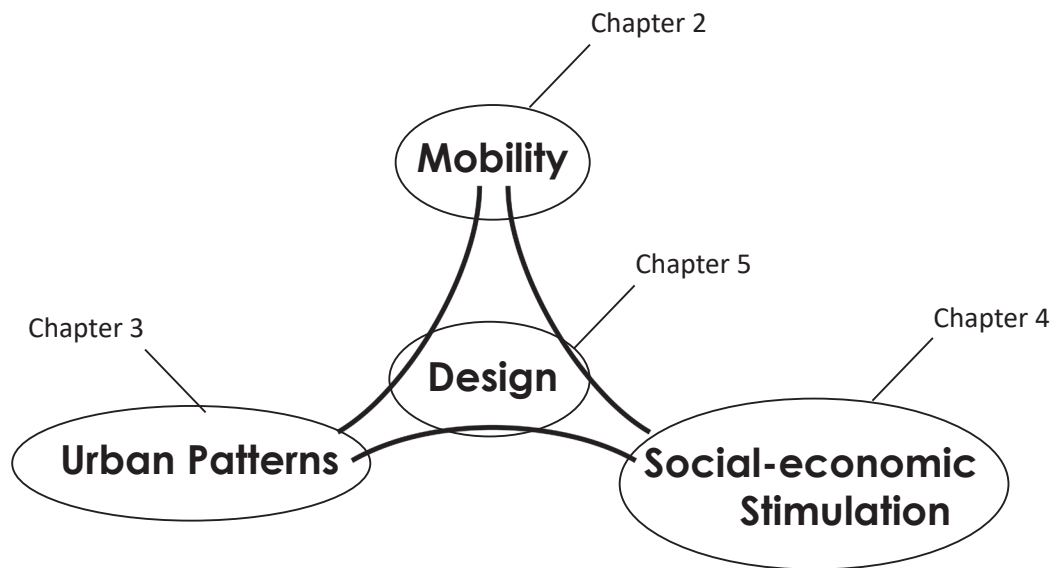 Chapter 2
Mobility
Chapter 5
Chapter 3
Chapter 4
Design
Urban Patterns
Social-economic
Stimulation